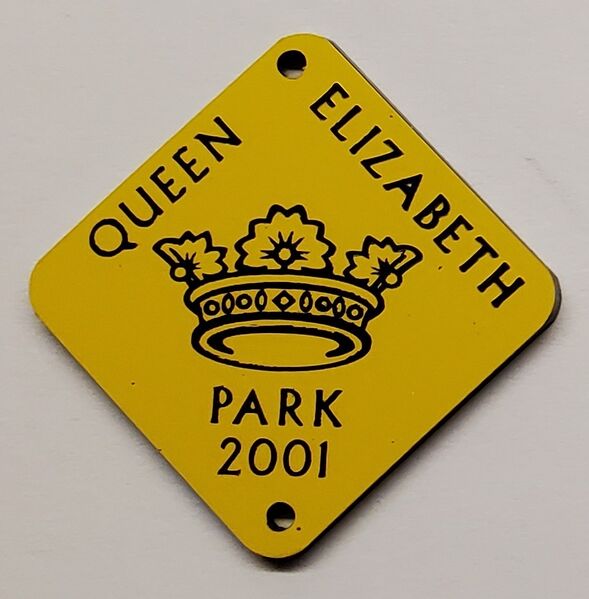 QUEEN
ELIZABETH
PARK
2001